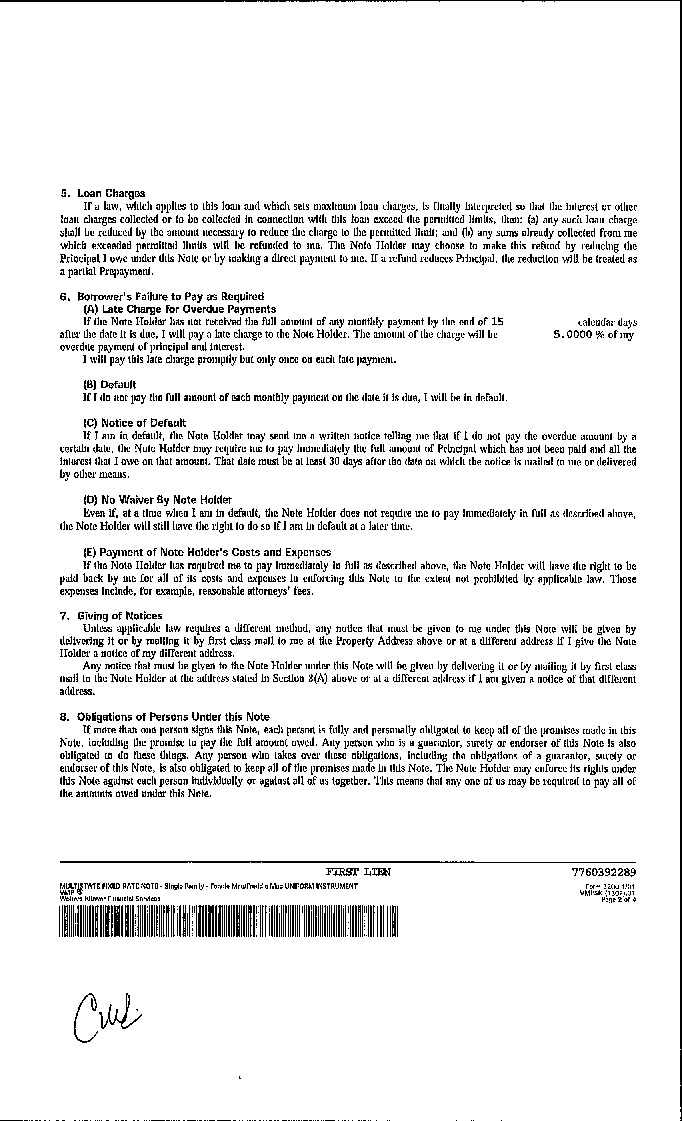 5. Loan Charges
If a law, which applies to this loan and which sets maximum loan charges, is finally interpreted so that the interest or other
loan charges collected or to be collected in connection with this loan exceed the permitted limits, then: (a) any such loan charge
shall be reduced by the amount necessary to reduce the charge to the permitted limit; and (b) any sums already collected from me
which exceeded permitted limits will be refunded to me. The Note Holder may choose to make this refund by reducing the
Principal I owe under this Note or by making a direct payment to me. If a refund reduces Principal, the reduction will be treated as
a partial Prepayment.
6. Borrower's Failure to Pay as Required
(A) Late Charge for Overdue Payments
If the Note Holder has not received the full amount of any monthly payment by the end of 15 calendar days
after the date it is due, I will pay a late charge to the Note Holder. The amount of the charge will be 5.0000 % of my
overdue payment of principal and interest.
I will pay this late charge promptly but only once on each late payment.
(B) Default
If I do not pay the full amount of each monthly payment on the date it is due, I will be in default.
(C) Notice of Default
If I am in default, the Note Holder may send me a written notice telling me that if I do not pay the overdue amount by a
certain date, the Note Holder may require me to pay immediately the full amount of Principal which has not been paid and all the
interest that I owe on that amount. That date must be at least 30 days after the date on which the notice is mailed to me or delivered
by other means.
(D) No Waiver By Note Holder
Even if, at a time when I am in default, the Note Holder does not require me to pay immediately in full as described above,
the Note Holder will still have the right to do so if I am in default at a later time.
(E) Payment of Note Holder's Costs and Expenses
If the Note Holder has required me to pay immediately in full as described above, the Note Holder will have the right to be
paid back by me for all of its costs and expenses in enforcing this Note to the extent not prohibited by applicable law. Those
expenses include, for example, reasonable attorneys' fees.
7. Giving of Notices
Unless applicable law requires a different method, any notice that must be given to me under this Note will be given by
delivering it or by mailing it by first class mail to me at the Property Address above or at a different address if I give the Note
Holder a notice of my different address.
Any notice that must be given to the Note Holder under this Note will be given by delivering it or by mailing it by first class
mail to the Note Holder at the address stated in Section 3(A) above or at a different address if I am given a notice of that different
address.
8. Obligations of Persons Under this Note
If more than one person signs this Note, each person is fully and personally obligated to keep all of the promises made in this
Note, including the promise to pay the full amount owed. Any person who is a guarantor, surety or endorser of this Note is also
obligated to do these things. Any person who takes over these obligations, including the obligations of a guarantor, surety or
endorser of this Note, is also obligated to keep all of the promises made in this Note. The Note Holder may enforce its rights under
this Note against each person individually or against all of us together. This means that any one of us may be required to pay all of
the amounts owed under this Note.
FIRST LIEN 7760392289
MULTISTATE FIXED RATE NOTE - Single Family - Fannie Mae/Freddie Mac UNIFORM INSTRUMENT Form 3200 1/01
VMP ®
Wolters Kluwer Financial Services Page 2 of 4